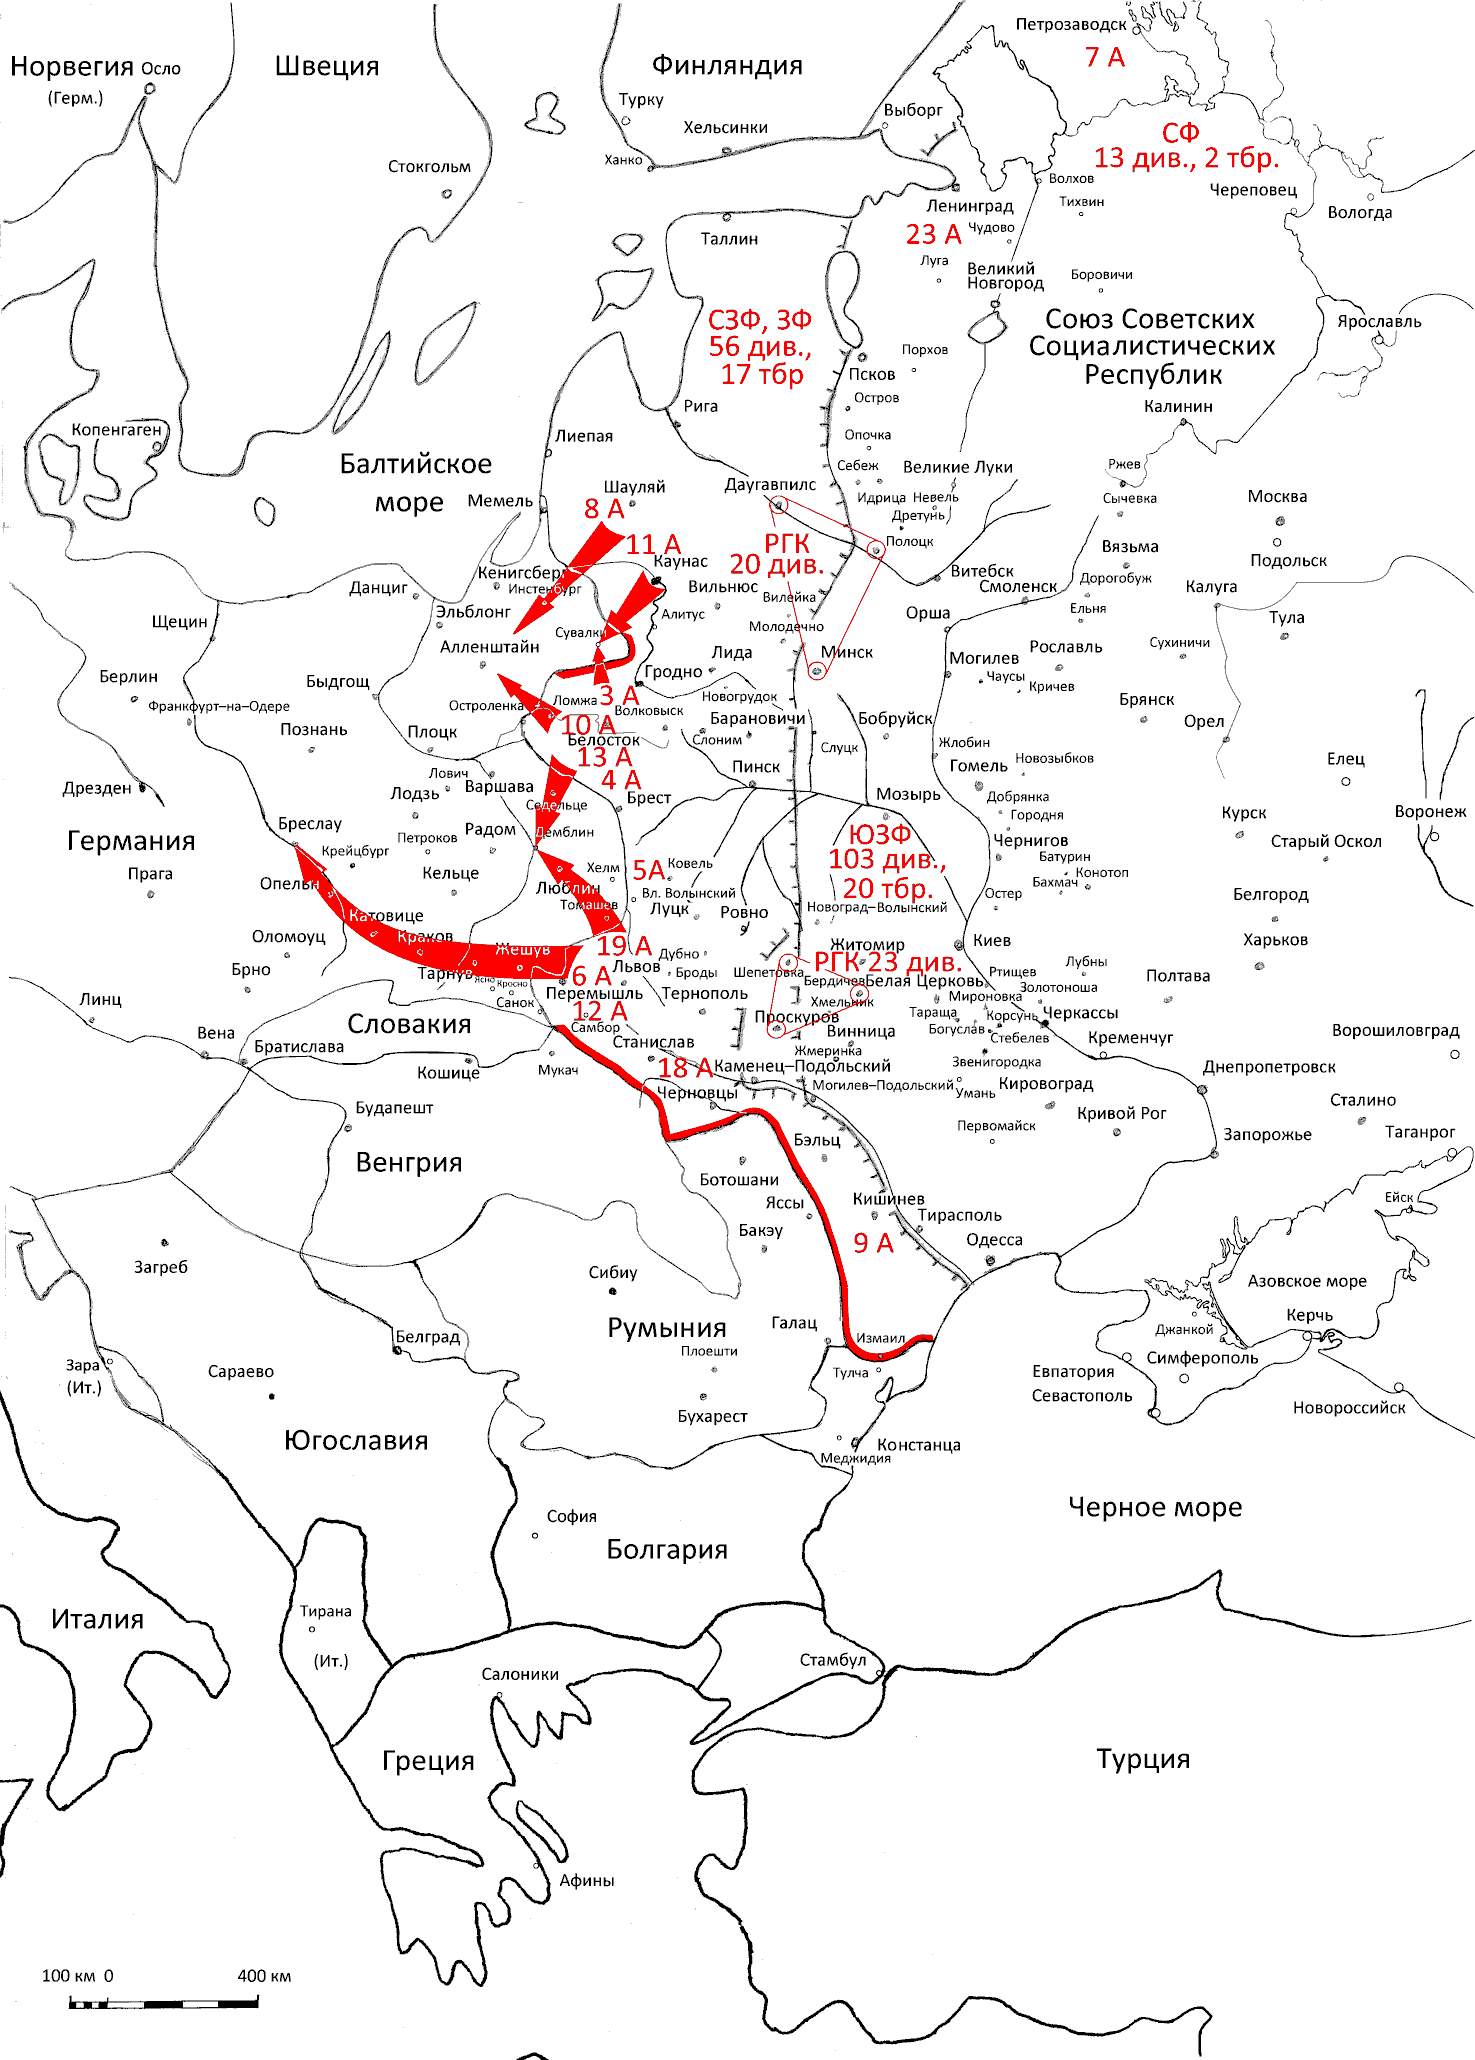 Петрозаводск
7 А
Норвегия
Осло
(Герм.)
Швеция
Финляндия
Турку
Хельсинки
Ханко
Выборг
СФ
13 див., 2 тбр.
Стокгольм
Волхов
Тихвин
Череповец
Вологда
Ленинград
23 А
Чудово
Таллин
Луга
Великий
Новгород
Боровичи
СЗФ, ЗФ
56 див.,
17 тбр
Союз Советских
Социалистических
Республик
Ярославль
Порхов
Псков
Остров
Рига
Калинин
Копенгаген
Лиепая
Опочка
Балтийское
море
Себеж
Великие Луки
Ржев
Мемель
Шауляй
Даугавпилс
Идрица
Невель
Сычевка
Москва
8 А
Дретунь
11 А
РГК
20 див.
Полоцк
Вязьма
Подольск
Каунас
Кенигсберг
Инстенбург
Данциг
Вильнюс
Вилейка
Витебск
Смоленск
Дорогобуж
Калуга
Эльблонг
Алитус
Ельня
Орша
Тула
Щецин
Сувалки
Молодечно
Алленштайн
Лида
Минск
Могилев
Рославль
Сухиничи
Берлин
Быдгощ
Гродно
Чаусы
Кричев
3 А
Новогрудок
Брянск
Франкфурт–на–Одере
Остроленка
Ломжа
Волковыск
Барановичи
Бобруйск
Орел
10 А
Познань
Плоцк
Белосток
Слоним
Слуцк
Жлобин
13 А
Новозыбков
Елец
Лович
Варшава
4 А
Пинск
Гомель
Дрезден
Лодзь
Седельце
Брест
Мозырь
Добрянка
Воронеж
Бреслау
Радом
Демблин
ЮЗФ
103 див.,
20 тбр.
Городня
Курск
Германия
Петроков
Чернигов
Старый Оскол
Крейцбург
Батурин
Прага
Опельн
Кельце
Хелм
5А
Ковель
Конотоп
Люблин
Бахмач
Вл. Волынский
Остер
Белгород
Томашев
Луцк
Ровно
Новоград–Волынский
Катовице
Оломоуц
Краков
Жешув
19 А
Дубно
Житомир
Киев
Харьков
Брно
Тарнув
Ясло
Кросно
6 А
Львов
Броды
Шепетовка
РГК 23 див.
Ртищев
Лубны
Полтава
Бердичев
Белая Церковь
Золотоноша
Линц
Санок
Перемышль
Тернополь
Хмельник
Мироновка
Словакия
12 А
Проскуров
Тараща
Корсунь
Черкассы
Самбор
Винница
Богуслав
Стебелев
Вена
Братислава
Станислав
Жмеринка
Кременчуг
Ворошиловград
Кошице
Мукач
18 А
Каменец–Подольский
Звенигородка
Днепропетровск
Черновцы
Могилев–Подольский
Умань
Кировоград
Будапешт
Кривой Рог
Сталино
Первомайск
Бэльц
Запорожье
Таганрог
Венгрия
Ботошани
Яссы
Кишинев
Тирасполь
Ейск
Бакэу
9 А
Одесса
Загреб
Сибиу
Азовское море
Румыния
Галац
Измаил
Керчь
Белград
Плоешти
Джанкой
Зара
(Ит.)
Сараево
Тулча
Евпатория
Симферополь
Севастополь
Бухарест
Новороссийск
Югославия
Констанца
Меджидия
Черное море
София
Болгария
Италия
Тирана
(Ит.)
Стамбул
Салоники
Греция
Турция
Афины
100 км 0
400 км